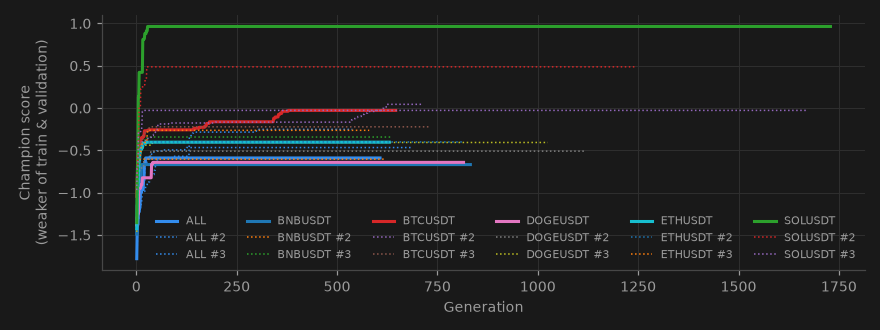 Champion score
(weaker of train & validation)
1.0
0.5
0.0
−0.5
−1.0
−1.5
ALL BNBUSDT BTCUSDT DOGEUSDT ETHUSDT SOLUSDT
ALL #2 BNBUSDT #2 BTCUSDT #2 DOGEUSDT #2 ETHUSDT #2 SOLUSDT #2
ALL #3 BNBUSDT #3 BTCUSDT #3 DOGEUSDT #3 ETHUSDT #3 SOLUSDT #3
0 250 500 750 1000 1250 1500 1750
Generation